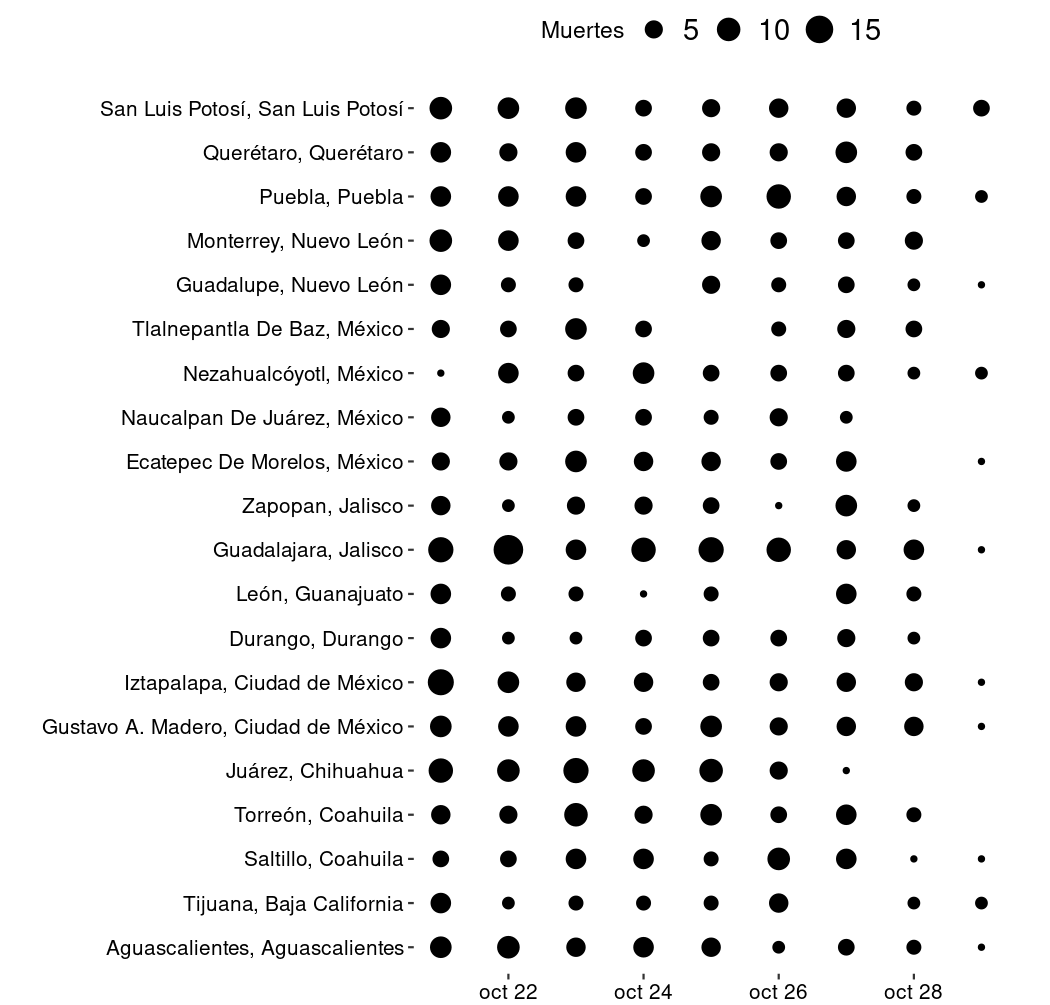 Muertes 5 10 15
San Luis Potosí, San Luis Potosí
Querétaro, Querétaro
Puebla, Puebla
Monterrey, Nuevo León
Guadalupe, Nuevo León
Tlalnepantla De Baz, México
Nezahualcóyotl, México
Naucalpan De Juárez, México
Ecatepec De Morelos, México
Zapopan, Jalisco
Guadalajara, Jalisco
León, Guanajuato
Durango, Durango
Iztapalapa, Ciudad de México
Gustavo A. Madero, Ciudad de México
Juárez, Chihuahua
Torreón, Coahuila
Saltillo, Coahuila
Tijuana, Baja California
Aguascalientes, Aguascalientes
oct 22 oct 24 oct 26 oct 28